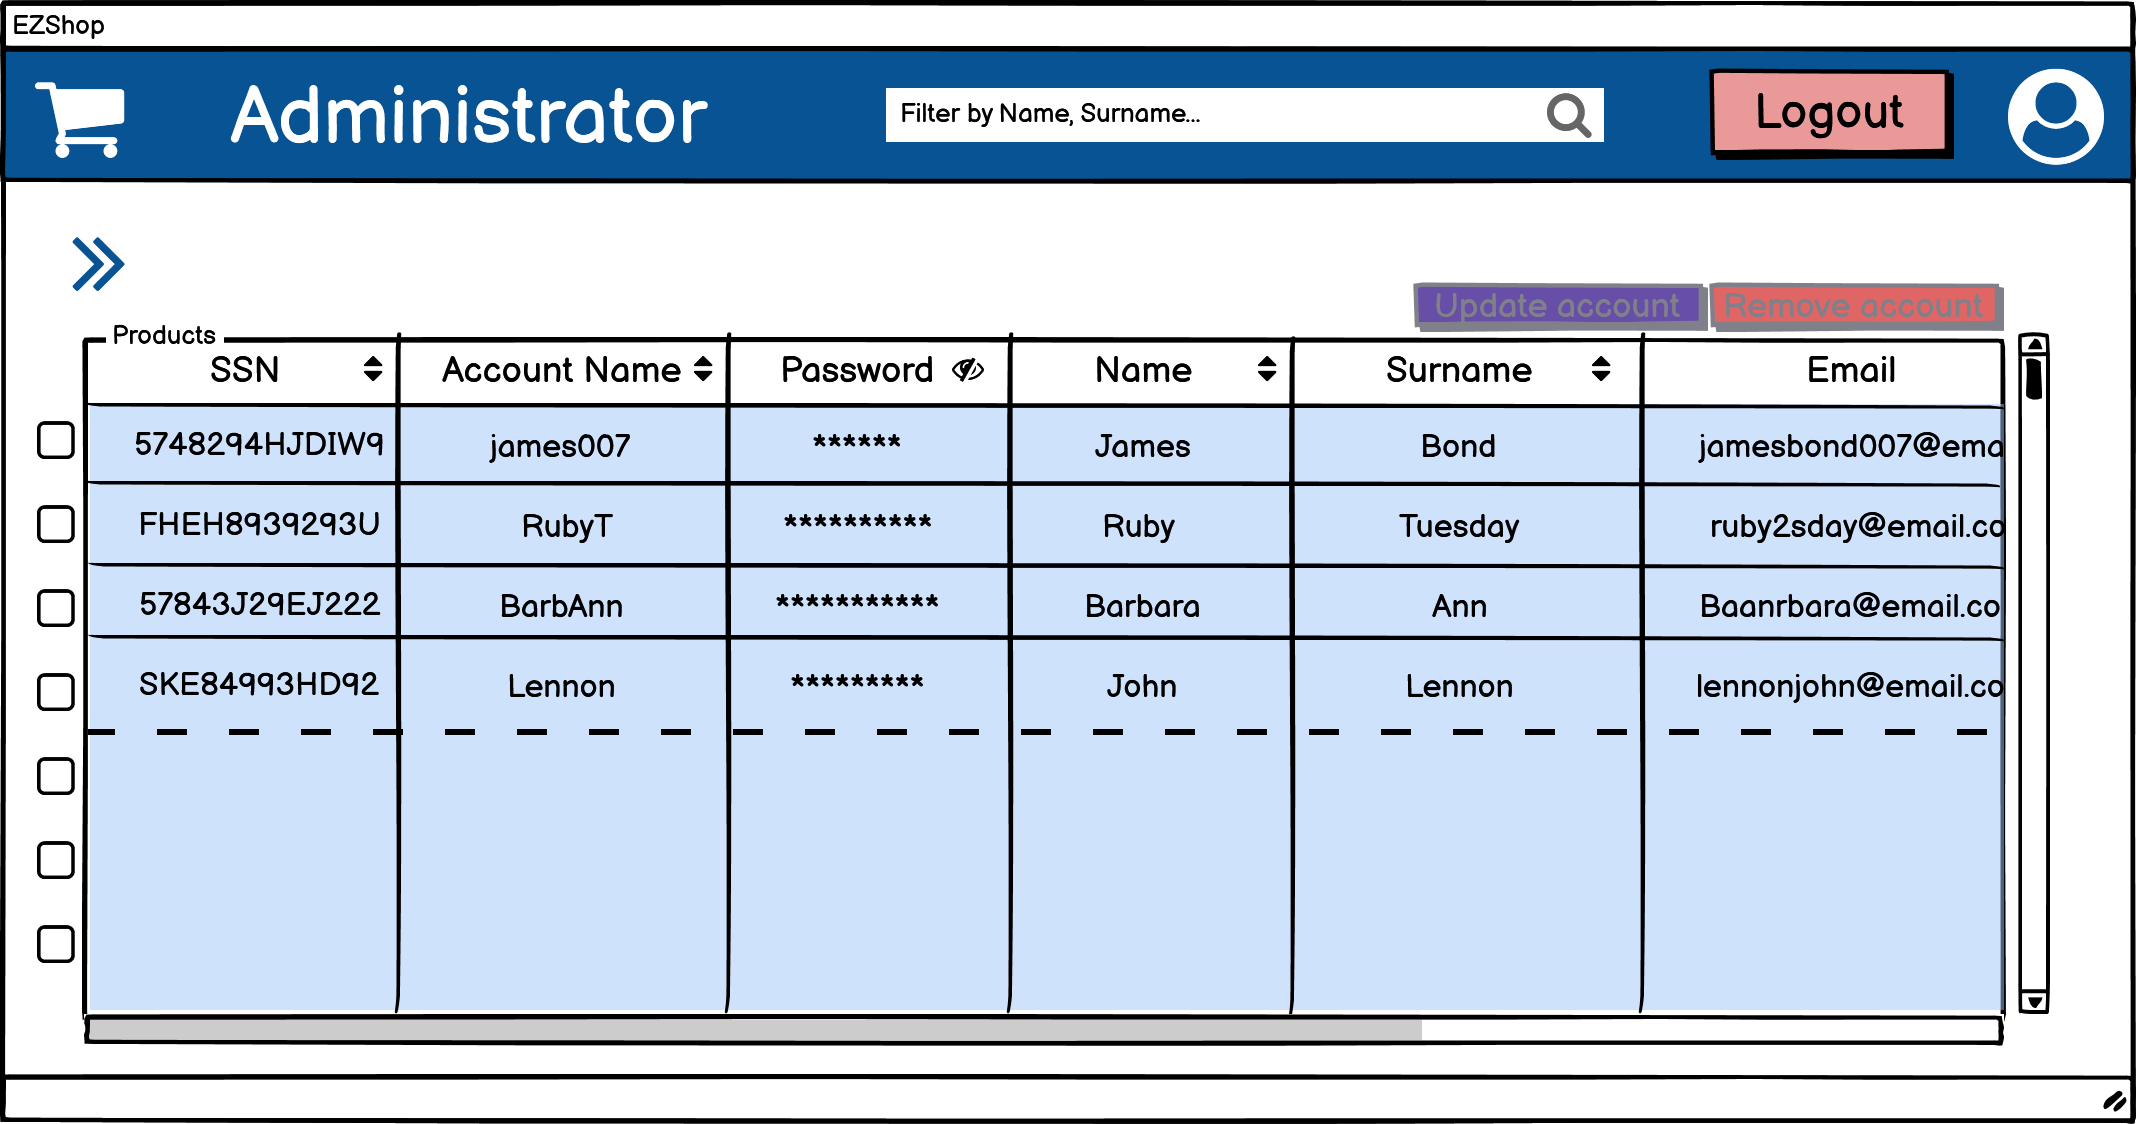 EZShop
Administrator Filter by Name, Surname... Logout
Update account Remove account
Products
SSN Account Name Password Name Surname Email
5748294HJDIW9 james007 ****** James Bond jamesbond007@ema
FHEH8939293U RubyT ********** Ruby Tuesday ruby2sday@email.co
57843J29EJ222 BarbAnn *********** Barbara Ann Baanrbara@email.co
SKE84993HD92 Lennon ********* John Lennon lennonjohn@email.co